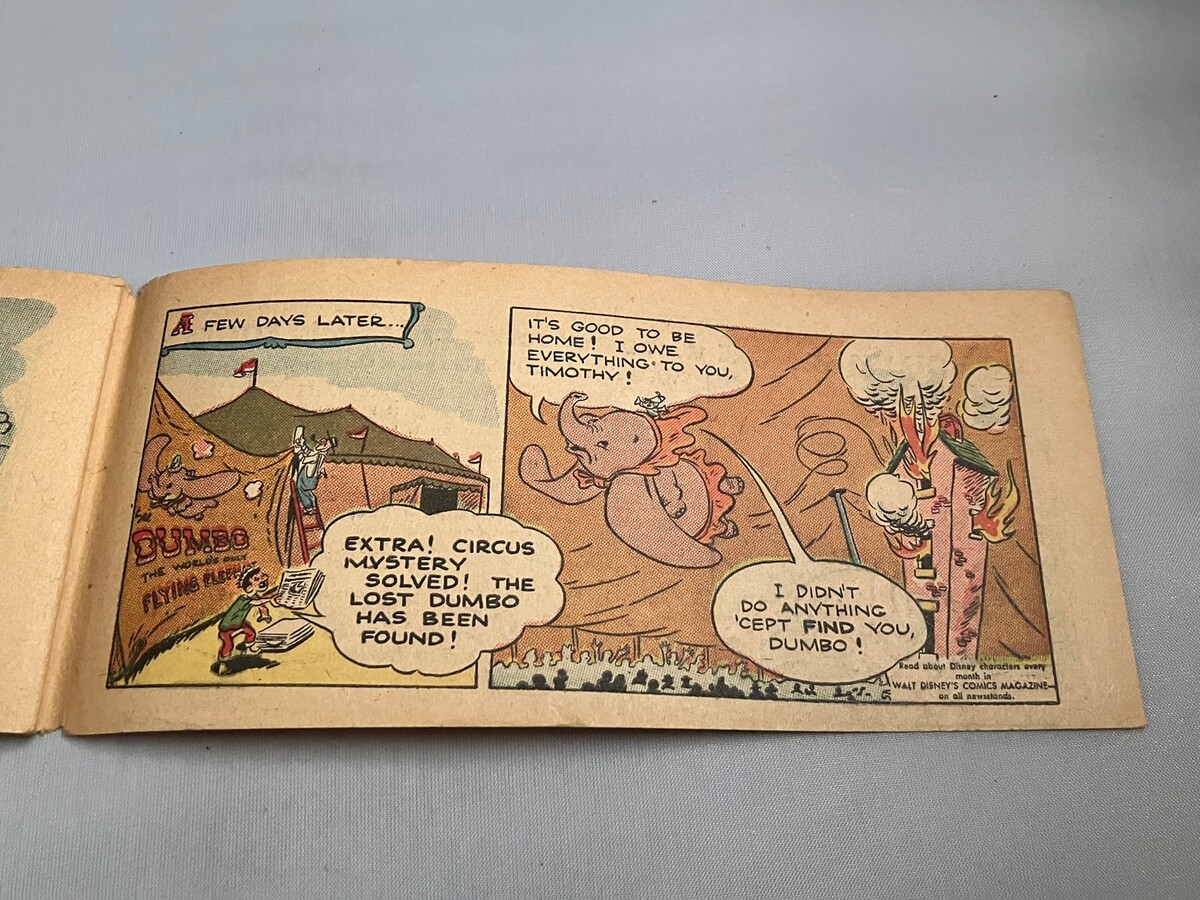 A FEW DAYS LATER...
DUMBO
THE WORLD'S ONLY
FLYING ELEPHANT
EXTRA! CIRCUS
MYSTERY
SOLVED! THE
LOST DUMBO
HAS BEEN
FOUND!
IT'S GOOD TO BE
HOME! I OWE
EVERYTHING TO YOU,
TIMOTHY!
I DIDN'T
DO ANYTHING
'CEPT FIND YOU,
DUMBO!
Read about Disney characters every
month in
WALT DISNEY'S COMICS MAGAZINE—
on all newsstands.